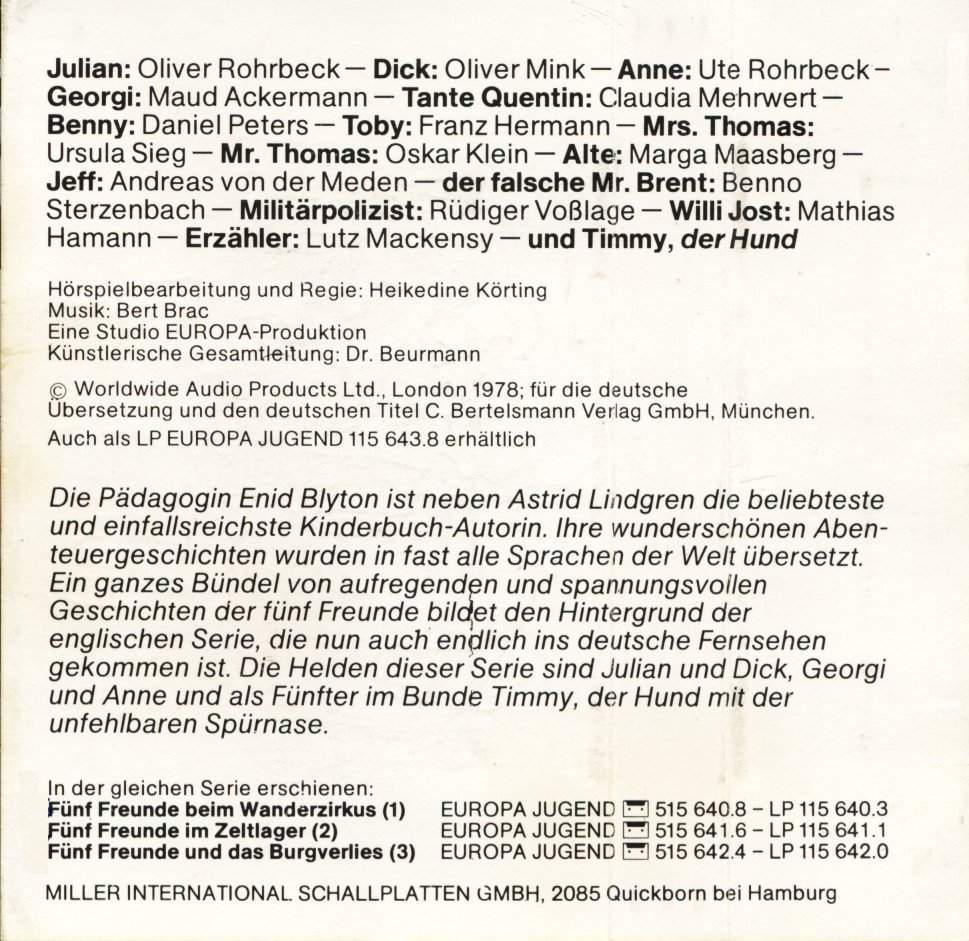 Julian: Oliver Rohrbeck — Dick: Oliver Mink — Anne: Ute Rohrbeck –
Georgi: Maud Ackermann — Tante Quentin: Claudia Mehrwert —
Benny: Daniel Peters — Toby: Franz Hermann — Mrs. Thomas:
Ursula Sieg — Mr. Thomas: Oskar Klein — Alte: Marga Maasberg —
Jeff: Andreas von der Meden — der falsche Mr. Brent: Benno
Sterzenbach — Militärpolizist: Rüdiger Voßlage — Willi Jost: Mathias
Hamann — Erzähler: Lutz Mackensy — und Timmy, der Hund
Hörspielbearbeitung und Regie: Heikedine Körting
Musik: Bert Brac
Eine Studio EUROPA-Produktion
Künstlerische Gesamtleitung: Dr. Beurmann
© Worldwide Audio Products Ltd., London 1978; für die deutsche
Übersetzung und den deutschen Titel C. Bertelsmann Verlag GmbH, München.
Auch als LP EUROPA JUGEND 115 643.8 erhältlich
Die Pädagogin Enid Blyton ist neben Astrid Lindgren die beliebteste
und einfallsreichste Kinderbuch-Autorin. Ihre wunderschönen Aben-
teuergeschichten wurden in fast alle Sprachen der Welt übersetzt.
Ein ganzes Bündel von aufregenden und spannungsvollen
Geschichten der fünf Freunde bildet den Hintergrund der
englischen Serie, die nun auch endlich ins deutsche Fernsehen
gekommen ist. Die Helden dieser Serie sind Julian und Dick, Georgi
und Anne und als Fünfter im Bunde Timmy, der Hund mit der
unfehlbaren Spürnase.
In der gleichen Serie erschienen:
Fünf Freunde beim Wanderzirkus (1) EUROPA JUGEND 515 640.8 – LP 115 640.3
Fünf Freunde im Zeltlager (2) EUROPA JUGEND 515 641.6 – LP 115 641.1
Fünf Freunde und das Burgverlies (3) EUROPA JUGEND 515 642.4 – LP 115 642.0
MILLER INTERNATIONAL SCHALLPLATTEN GMBH, 2085 Quickborn bei Hamburg